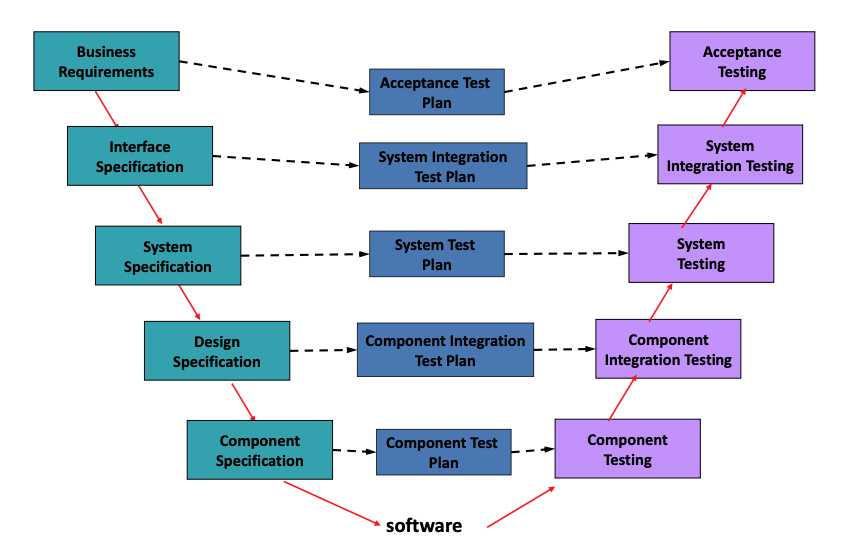 Business
Requirements
Acceptance Test
Plan
Acceptance
Testing
Interface
Specification
System Integration
Test Plan
System
Integration Testing
System
Specification
System Test
Plan
System
Testing
Design
Specification
Component Integration
Test Plan
Component
Integration Testing
Component
Specification
Component Test
Plan
Component
Testing
software